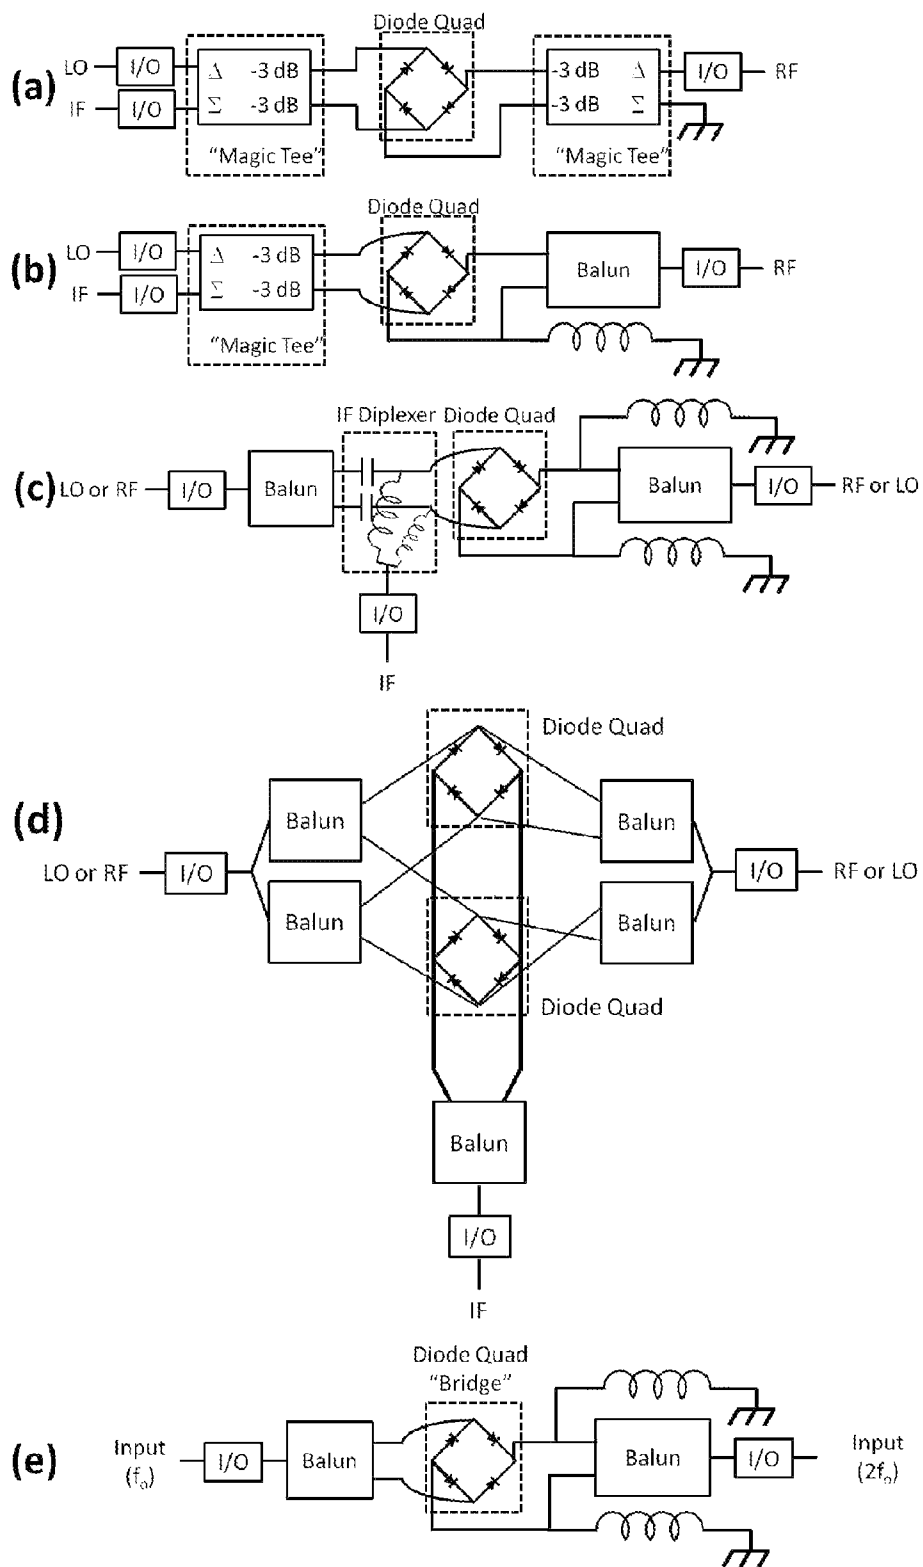 Diode Quad
(a)
LO I/O Δ -3 dB -3 dB Δ I/O RF
IF I/O Σ -3 dB -3 dB Σ
"Magic Tee" "Magic Tee"
Diode Quad
(b)
LO I/O Δ -3 dB Balun I/O RF
IF I/O Σ -3 dB
"Magic Tee"
IF Diplexer Diode Quad
(c)
LO or RF I/O Balun Balun I/O RF or LO
I/O
IF
Diode Quad
(d)
Balun Balun
LO or RF I/O I/O RF or LO
Balun Balun
Diode Quad
Balun
I/O
IF
Diode Quad
"Bridge"
(e)
Input I/O Balun Balun I/O Input
(f₀) (2f₀)